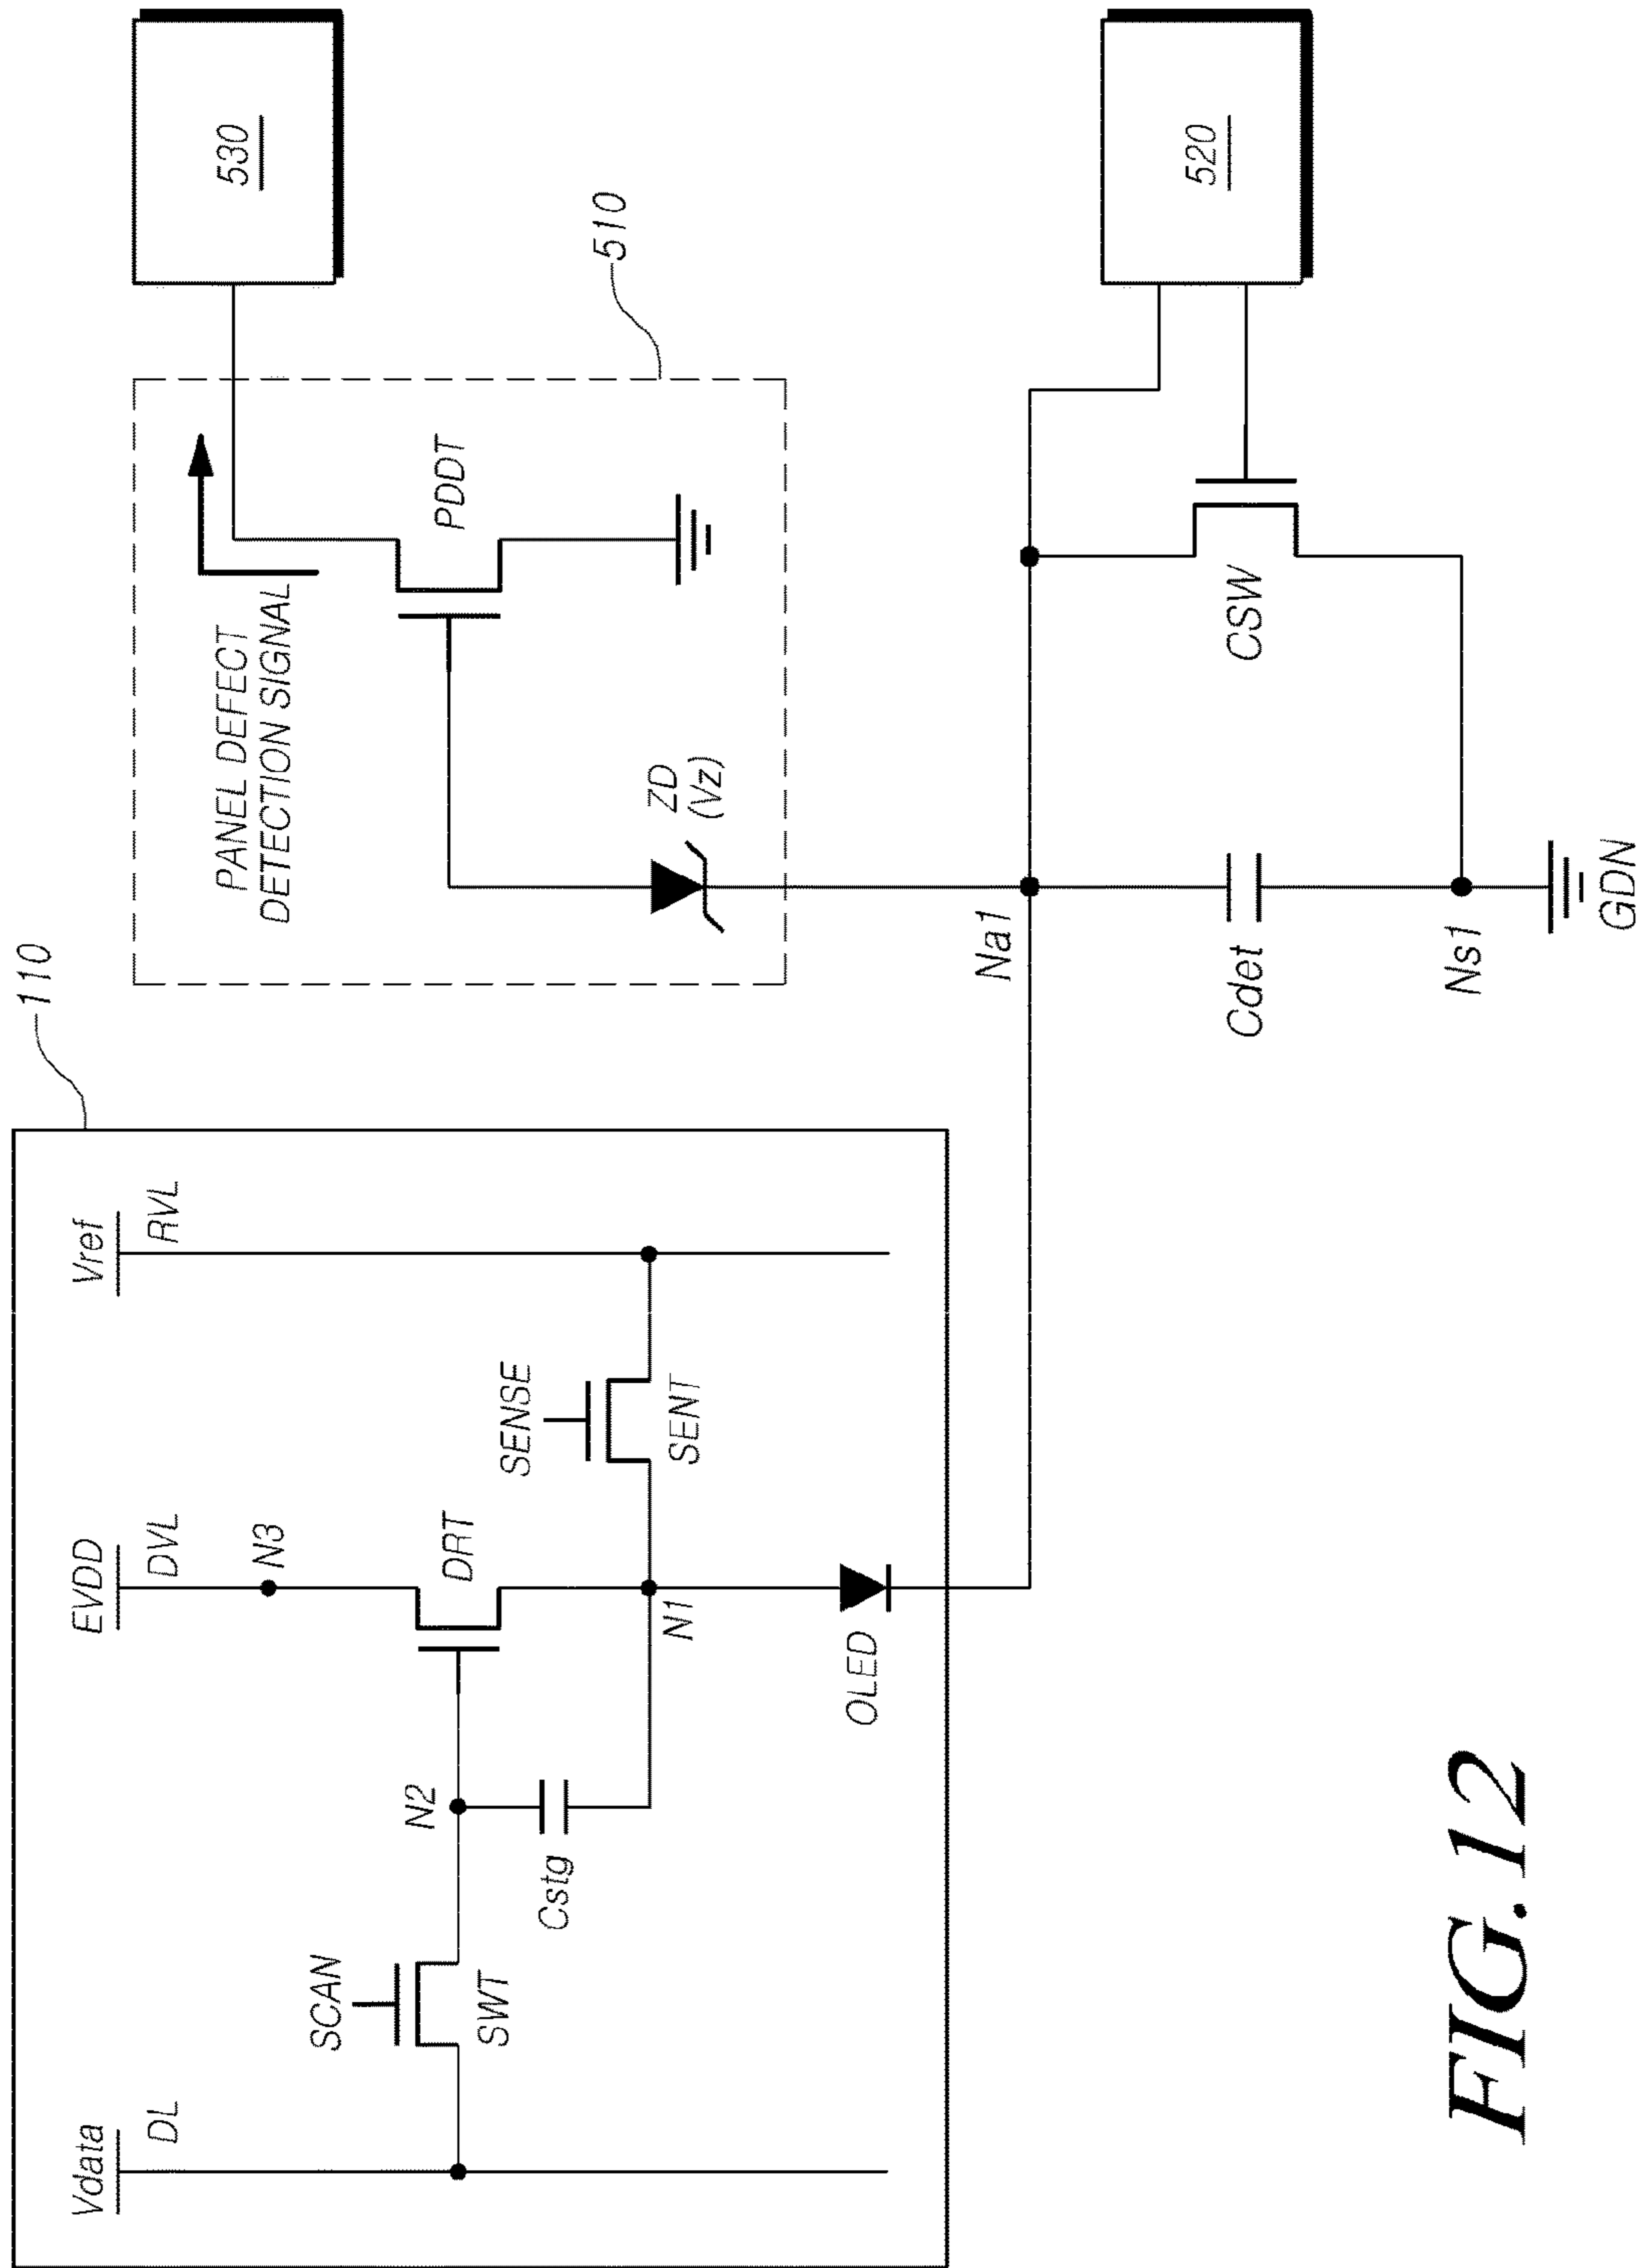 110
Vdata
DL
EVDD
DVL
Vref
RVL
N3
SCAN
SWT
N2
Cstg
DRT
N1
SENSE
SENT
OLED
PANEL DEFECT
DETECTION SIGNAL
PDDT
ZD
(Vz)
510
530
Na1
Cdet
Ns1
GDN
CSW
520
FIG.12